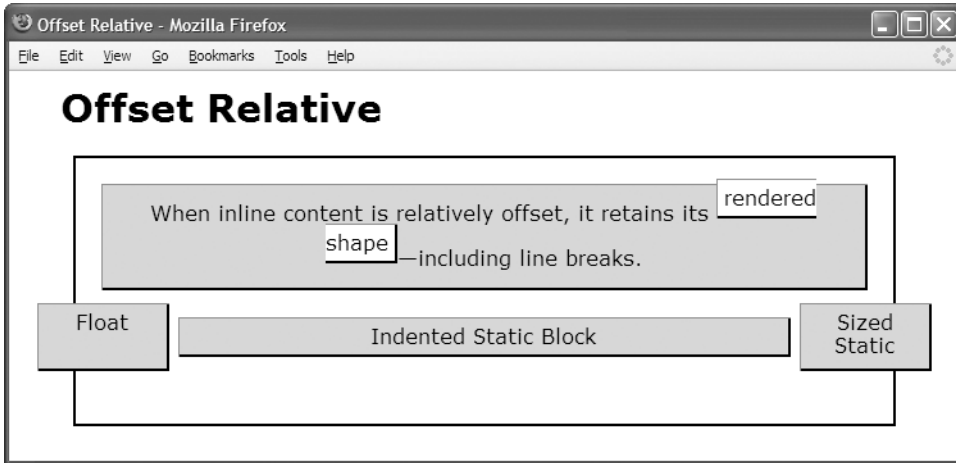 Offset Relative - Mozilla Firefox
File Edit View Go Bookmarks Tools Help
Offset Relative
When inline content is relatively offset, it retains its rendered
shape —including line breaks.
Float
Indented Static Block
Sized
Static